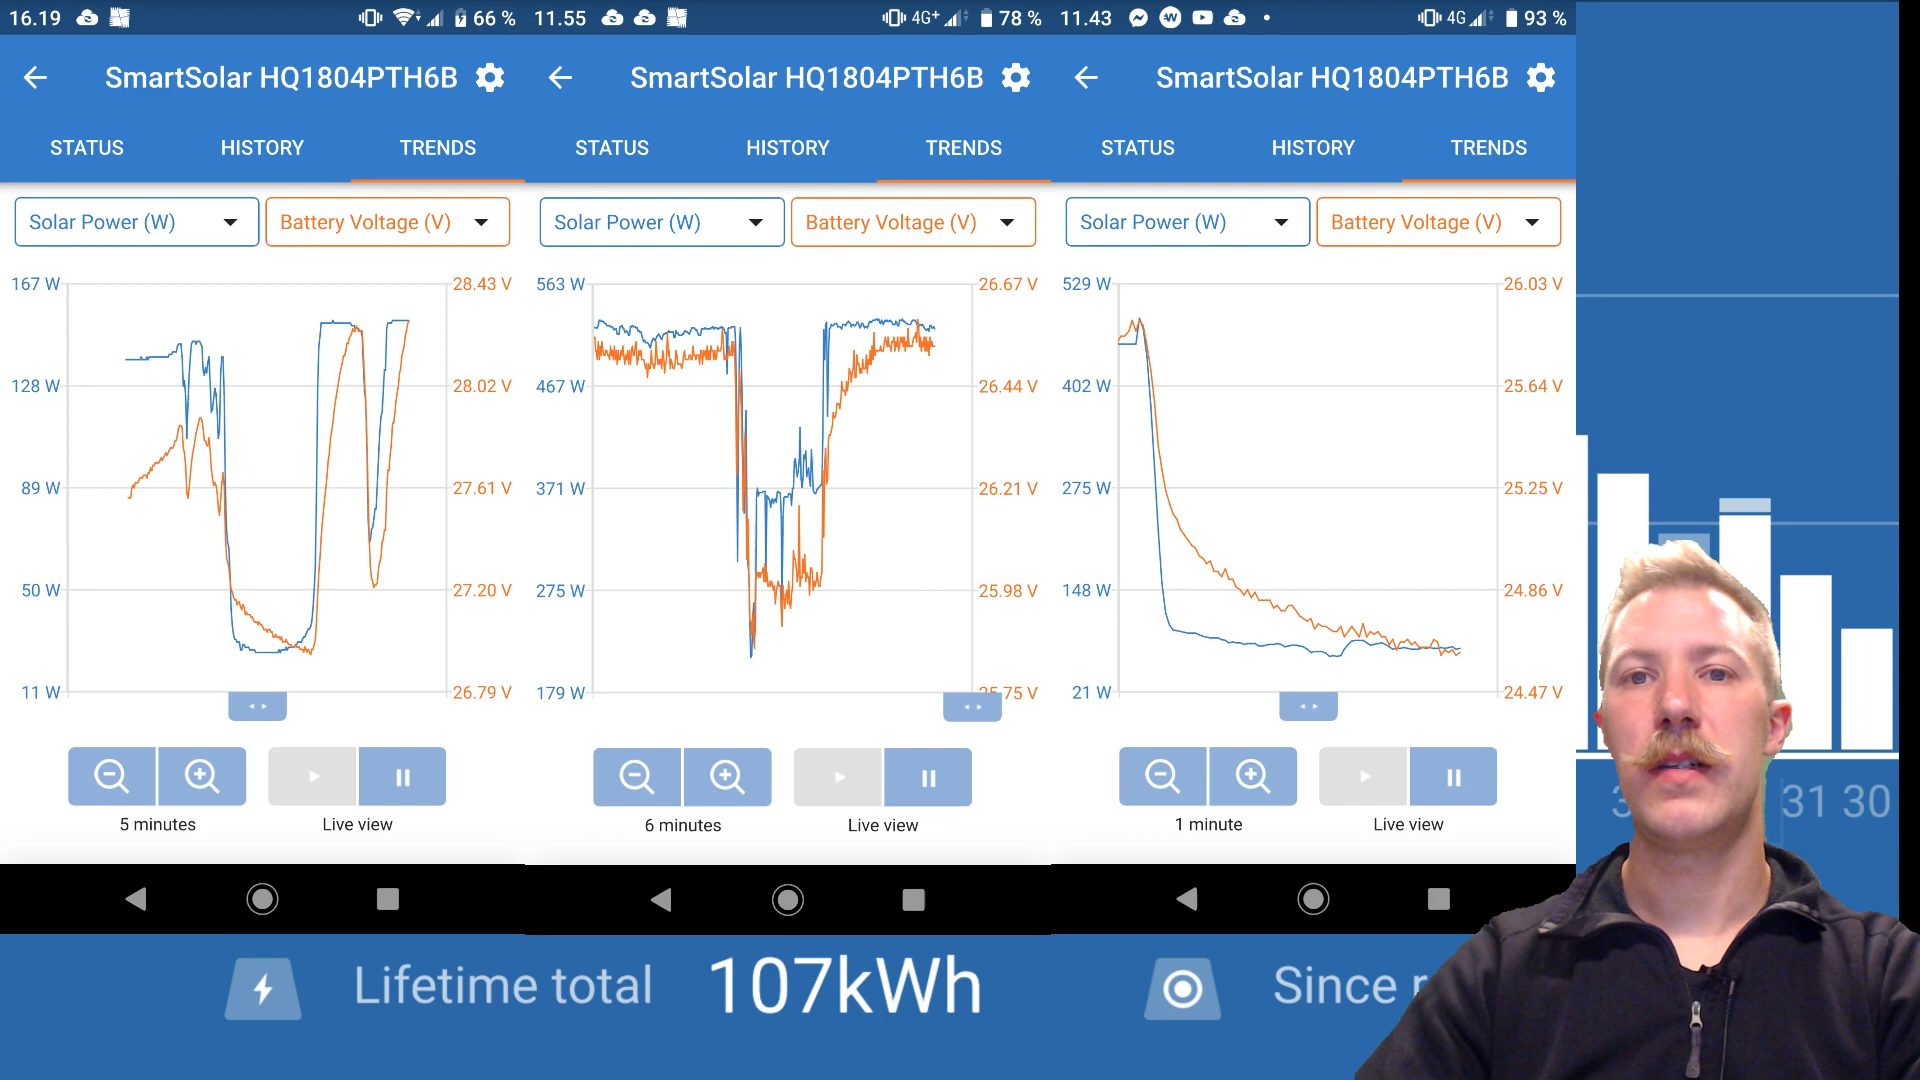 16.19 66 %
SmartSolar HQ1804PTH6B
STATUS HISTORY TRENDS
Solar Power (W) Battery Voltage (V)
167 W 28.43 V
128 W 28.02 V
89 W 27.61 V
50 W 27.20 V
11 W 26.79 V
5 minutes Live view
11.55 4G+ 78 %
SmartSolar HQ1804PTH6B
STATUS HISTORY TRENDS
Solar Power (W) Battery Voltage (V)
563 W 26.67 V
467 W 26.44 V
371 W 26.21 V
275 W 25.98 V
179 W 5.75 V
6 minutes Live view
11.43 4G 93 %
SmartSolar HQ1804PTH6B
STATUS HISTORY TRENDS
Solar Power (W) Battery Voltage (V)
529 W 26.03 V
402 W 25.64 V
275 W 25.25 V
148 W 24.86 V
21 W 24.47 V
1 minute Live view
31 30
Lifetime total 107kWh Since